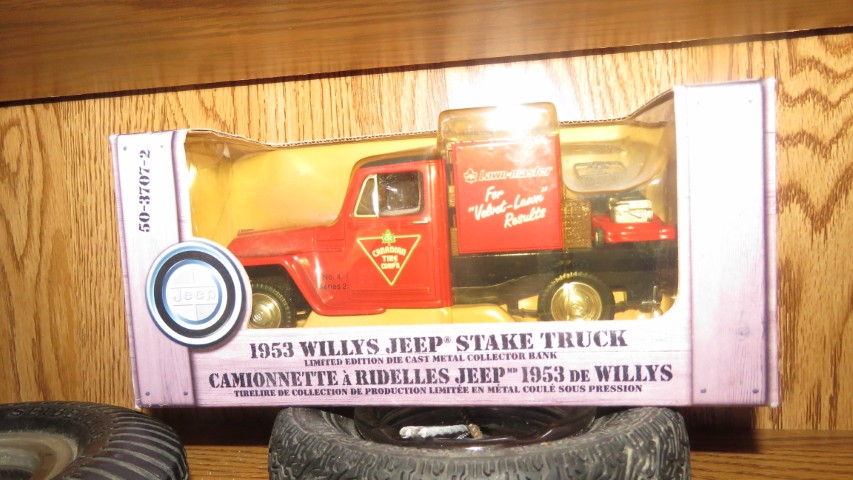 50-3707-2
Jeep
Lawn-master
For
"Velvet-Lawn"
Results
CANADIAN
TIRE
CORP'N
Series 2
1953 WILLYS JEEP® STAKE TRUCK
LIMITED EDITION DIE CAST METAL COLLECTOR BANK
CAMIONNETTE À RIDELLES JEEP MD 1953 DE WILLYS
TIRELIRE DE COLLECTION DE PRODUCTION LIMITÉE EN MÉTAL COULÉ SOUS PRESSION